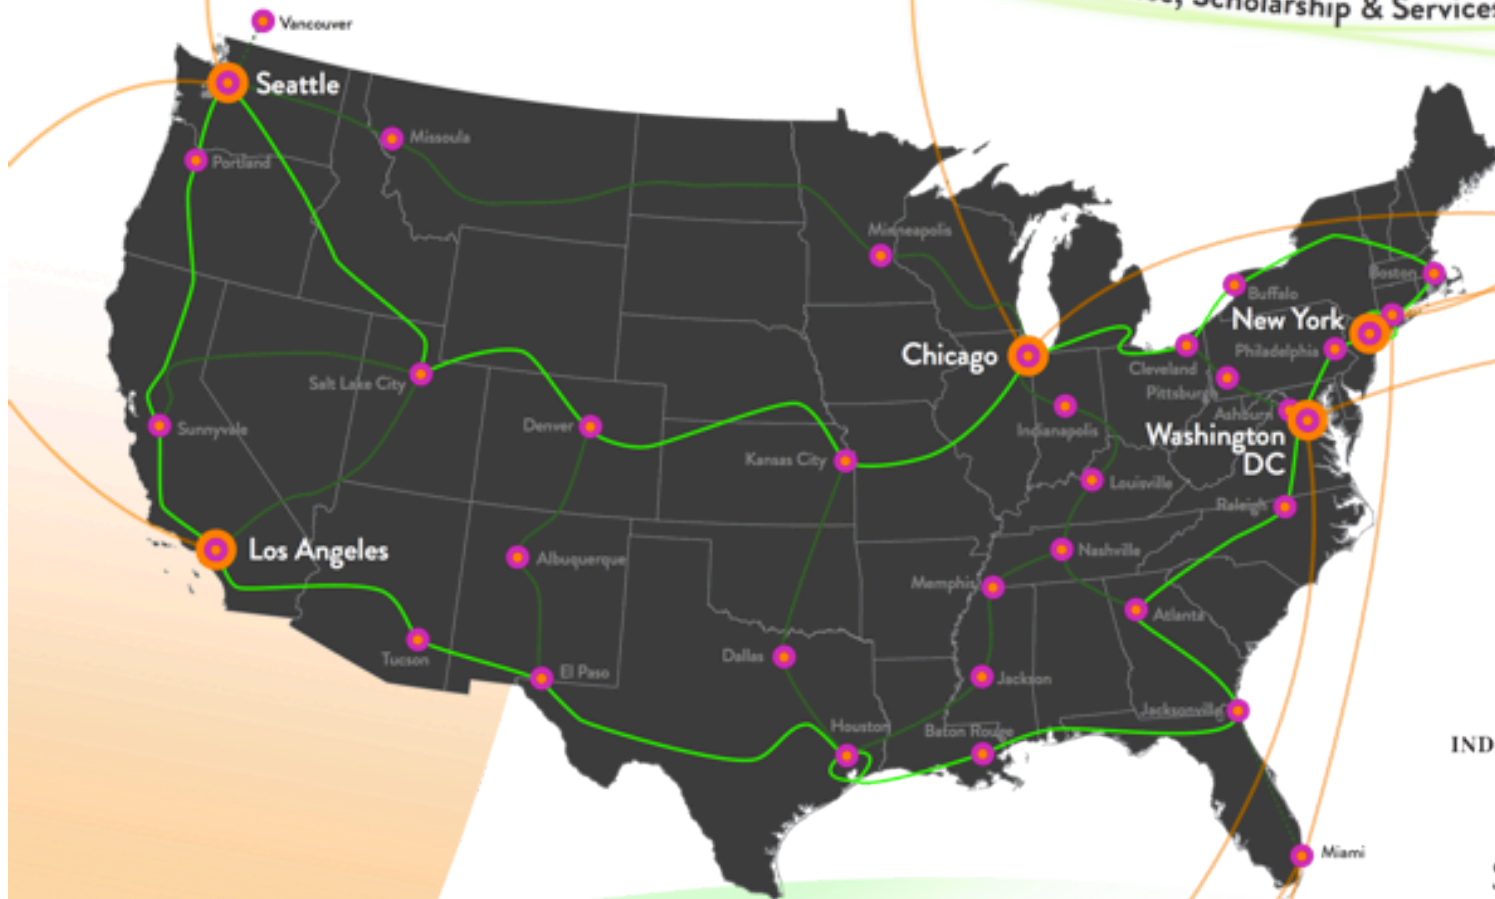 Scholarship & Services
Vancouver
Seattle
Missoula
Portland
Minneapolis
Boston
Buffalo
New York
Chicago
Philadelphia
Cleveland
Salt Lake City
Pittsburgh
Ashburn
Denver
Sunnyvale
Indianapolis
Washington
DC
Kansas City
Louisville
Raleigh
Los Angeles
Albuquerque
Nashville
Memphis
Atlanta
Tucson
El Paso
Dallas
Jackson
Jacksonville
Houston
Baton Rouge
IND
Miami